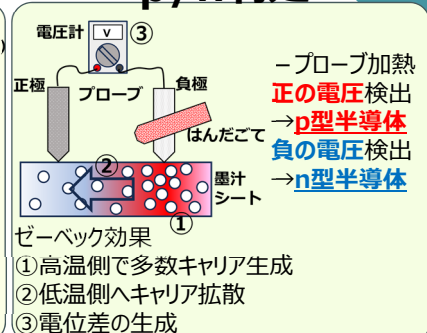 電圧計
V
③
正極
プローブ
負極
はんだごて
②
墨汁
シート
①
−プローブ加熱
正の電圧検出
→p型半導体
負の電圧検出
→n型半導体
ゼーベック効果
①高温側で多数キャリア生成
②低温側へキャリア拡散
③電位差の生成